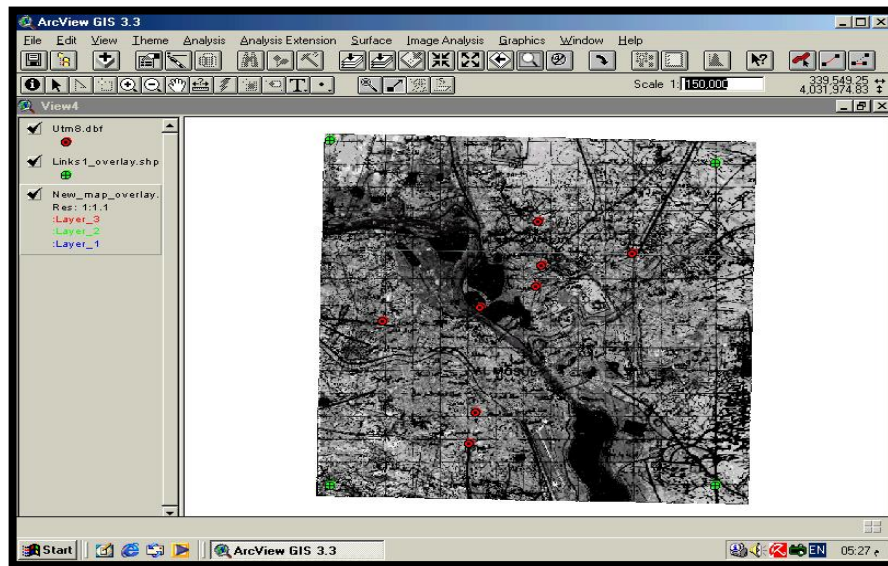 ArcView GIS 3.3
File Edit View Theme Analysis Analysis Extension Surface Image Analysis Graphics Window Help
Scale 1: 150,000
339,549.25
4,031,974.83
View4
Utm8.dbf
Links1_overlay.shp
New_map_overlay.
Res: 1:1.1
:Layer_3
:Layer_2
:Layer_1
AL MOSUL
Start
ArcView GIS 3.3
EN
05:27 م